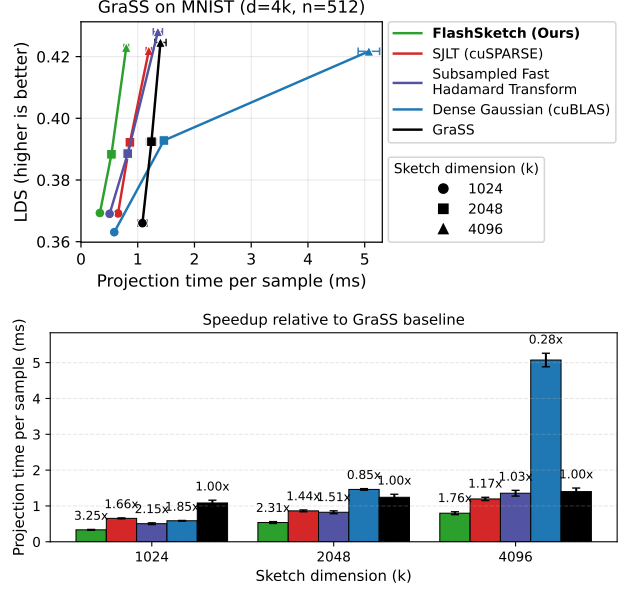 GraSS on MNIST (d=4k, n=512)
LDS (higher is better)
0.42
0.40
0.38
0.36
0
1
2
3
4
5
Projection time per sample (ms)
FlashSketch (Ours)
SJLT (cuSPARSE)
Subsampled Fast
Hadamard Transform
Dense Gaussian (cuBLAS)
GraSS
Sketch dimension (k)
1024
2048
4096
Speedup relative to GraSS baseline
Projection time per sample (ms)
5
4
3
2
1
0
3.25x
1.66x
2.15x
1.85x
1.00x
2.31x
1.44x
1.51x
0.85x
1.00x
1.76x
1.17x
1.03x
0.28x
1.00x
1024
2048
4096
Sketch dimension (k)